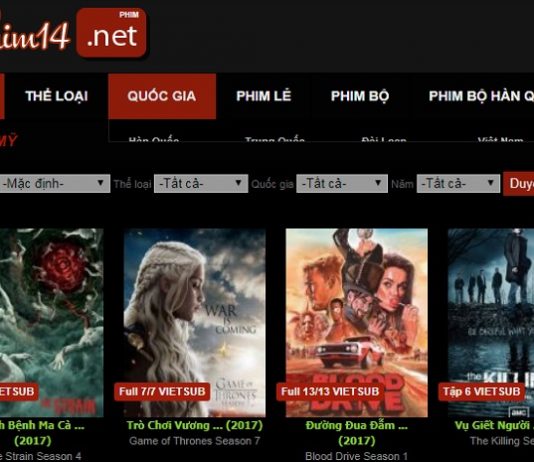 him14 PHIM .net
THỂ LOẠI QUỐC GIA PHIM LẺ PHIM BỘ PHIM BỘ HÀN Q
MỸ Hàn Quốc Trung Quốc Đài Loan Việt Nam
-Mặc định- Thể loại -Tất cả- Quốc gia -Tất cả- Năm -Tất cả- Duyệ
WAR
IS
COMING
BE CAREFUL WHAT
GAME OF
THRONES
THE STRAIN
BLOOD
DRIVE
the
KILLIN
amc
IETSUB Full 7/7 VIETSUB Full 13/13 VIETSUB Tập 6 VIETSUB
h Bệnh Ma Cà ... Trò Chơi Vương ... (2017) Đường Đua Đẫm ... Vụ Giết Người
(2017) Game of Thrones Season 7 (2017) The Killing Se
e Strain Season 4 Blood Drive Season 1